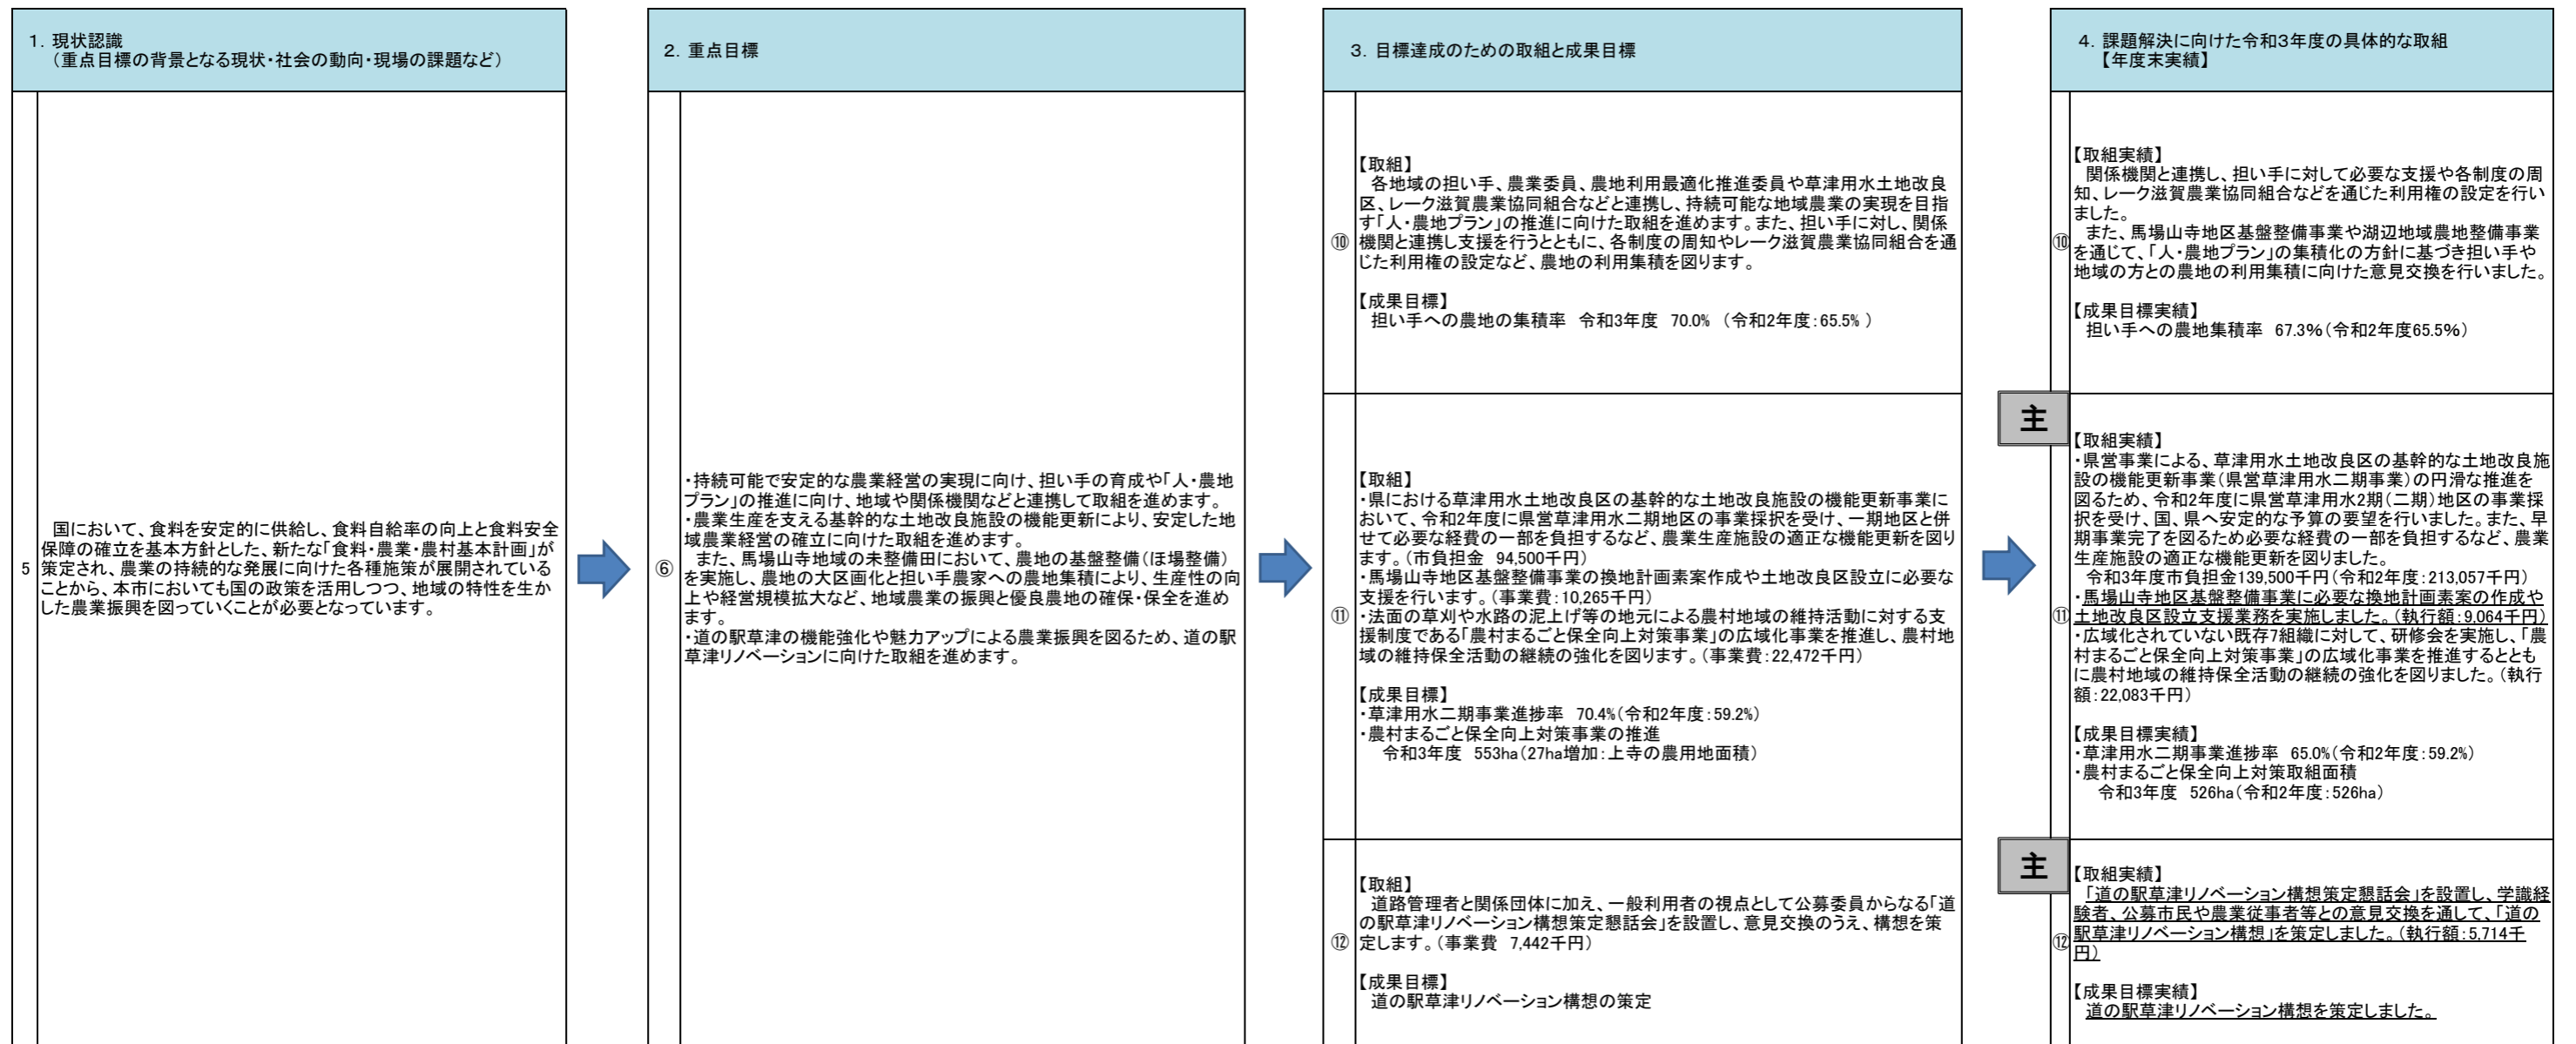 1．現状認識
（重点目標の背景となる現状・社会の動向・現場の課題など）
5
国において、食料を安定的に供給し、食料自給率の向上と食料安全
保障の確立を基本方針とした、新たな「食料・農業・農村基本計画」が
策定され、農業の持続的な発展に向けた各種施策が展開されている
ことから、本市においても国の政策を活用しつつ、地域の特性を生か
した農業振興を図っていくことが必要となっています。
2．重点目標
⑥
・持続可能で安定的な農業経営の実現に向け、担い手の育成や「人・農地
プラン」の推進に向け、地域や関係機関などと連携して取組を進めます。
・農業生産を支える基幹的な土地改良施設の機能更新により、安定した地
域農業経営の確立に向けた取組を進めます。
また、馬場山寺地域の未整備田において、農地の基盤整備（ほ場整備）
を実施し、農地の大区画化と担い手農家への農地集積により、生産性の向
上や経営規模拡大など、地域農業の振興と優良農地の確保・保全を進め
ます。
・道の駅草津の機能強化や魅力アップによる農業振興を図るため、道の駅
草津リノベーションに向けた取組を進めます。
3．目標達成のための取組と成果目標
⑩
【取組】
各地域の担い手、農業委員、農地利用最適化推進委員や草津用水土地改良
区、レーク滋賀農業協同組合などと連携し、持続可能な地域農業の実現を目指
す「人・農地プラン」の推進に向けた取組を進めます。また、担い手に対し、関係
機関と連携し支援を行うとともに、各制度の周知やレーク滋賀農業協同組合を通
じた利用権の設定など、農地の利用集積を図ります。
【成果目標】
担い手への農地の集積率　令和3年度　70.0%　（令和2年度：65.5% ）
⑪
【取組】
・県における草津用水土地改良区の基幹的な土地改良施設の機能更新事業に
おいて、令和2年度に県営草津用水二期地区の事業採択を受け、一期地区と併
せて必要な経費の一部を負担するなど、農業生産施設の適正な機能更新を図り
ます。（市負担金　94,500千円）
・馬場山寺地区基盤整備事業の換地計画素案作成や土地改良区設立に必要な
支援を行います。（事業費：10,265千円）
・法面の草刈や水路の泥上げ等の地元による農村地域の維持活動に対する支
援制度である「農村まるごと保全向上対策事業」の広域化事業を推進し、農村地
域の維持保全活動の継続の強化を図ります。（事業費：22,472千円）
【成果目標】
・草津用水二期事業進捗率　70.4%（令和2年度：59.2%）
・農村まるごと保全向上対策事業の推進
令和3年度　553ha（27ha増加：上寺の農用地面積）
⑫
【取組】
道路管理者と関係団体に加え、一般利用者の視点として公募委員からなる「道
の駅草津リノベーション構想策定懇話会」を設置し、意見交換のうえ、構想を策
定します。（事業費　7,442千円）
【成果目標】
道の駅草津リノベーション構想の策定
4．課題解決に向けた令和3年度の具体的な取組
【年度末実績】
⑩
【取組実績】
関係機関と連携し、担い手に対して必要な支援や各制度の周
知、レーク滋賀農業協同組合などを通じた利用権の設定を行い
ました。
また、馬場山寺地区基盤整備事業や湖辺地域農地整備事業
を通じて、「人・農地プラン」の集積化の方針に基づき担い手や
地域の方との農地の利用集積に向けた意見交換を行いました。
【成果目標実績】
担い手への農地集積率　67.3%（令和2年度65.5%）
主
⑪
【取組実績】
・県営事業による、草津用水土地改良区の基幹的な土地改良施
設の機能更新事業（県営草津用水二期事業）の円滑な推進を
図るため、令和2年度に県営草津用水2期（二期）地区の事業採
択を受け、国、県へ安定的な予算の要望を行いました。また、早
期事業完了を図るため必要な経費の一部を負担するなど、農業
生産施設の適正な機能更新を図りました。
令和3年度市負担金139,500千円（令和2年度：213,057千円）
・馬場山寺地区基盤整備事業に必要な換地計画素案の作成や
土地改良区設立支援業務を実施しました。（執行額：9,064千円）
・広域化されていない既存7組織に対して、研修会を実施し、「農
村まるごと保全向上対策事業」の広域化事業を推進するととも
に農村地域の維持保全活動の継続の強化を図りました。（執行
額：22,083千円）
【成果目標実績】
・草津用水二期事業進捗率　65.0%（令和2年度：59.2%）
・農村まるごと保全向上対策取組面積
令和3年度　526ha（令和2年度：526ha）
主
⑫
【取組実績】
「道の駅草津リノベーション構想策定懇話会」を設置し、学識経
験者、公募市民や農業従事者等との意見交換を通して、「道の
駅草津リノベーション構想」を策定しました。（執行額：5,714千
円）
【成果目標実績】
道の駅草津リノベーション構想を策定しました。